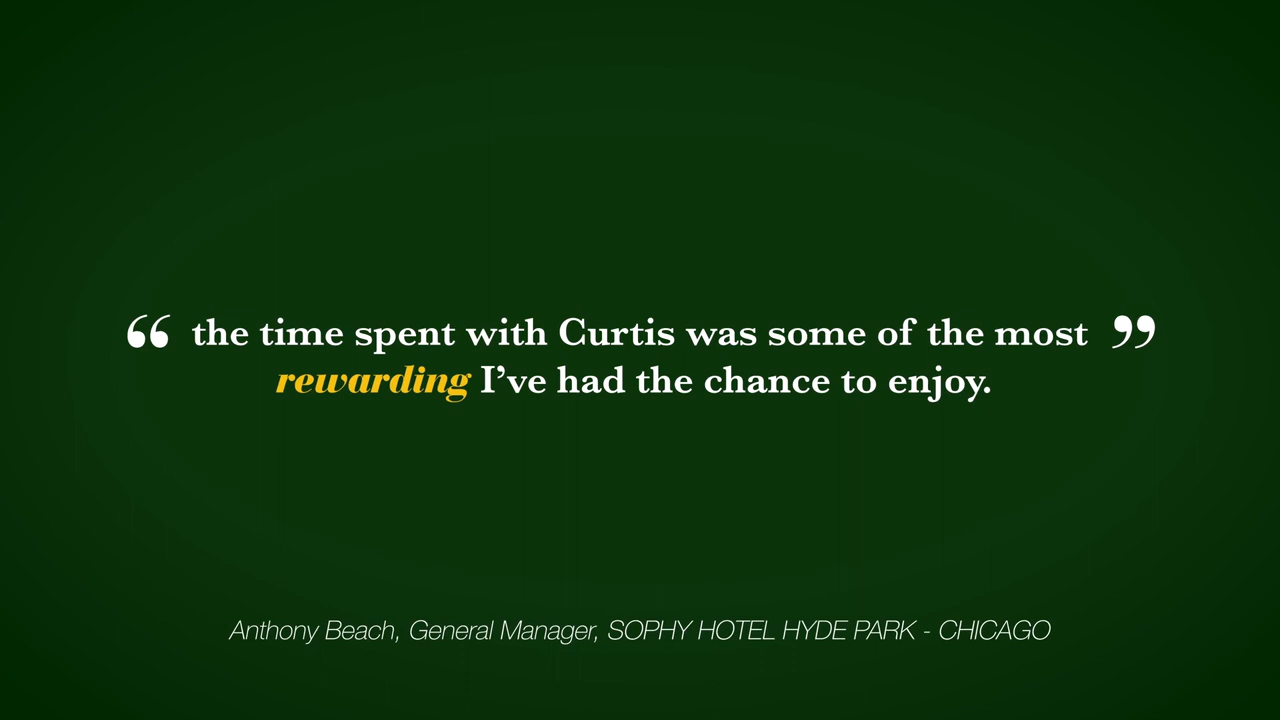 “ the time spent with Curtis was some of the most ”
rewarding I’ve had the chance to enjoy.
Anthony Beach, General Manager, SOPHY HOTEL HYDE PARK - CHICAGO